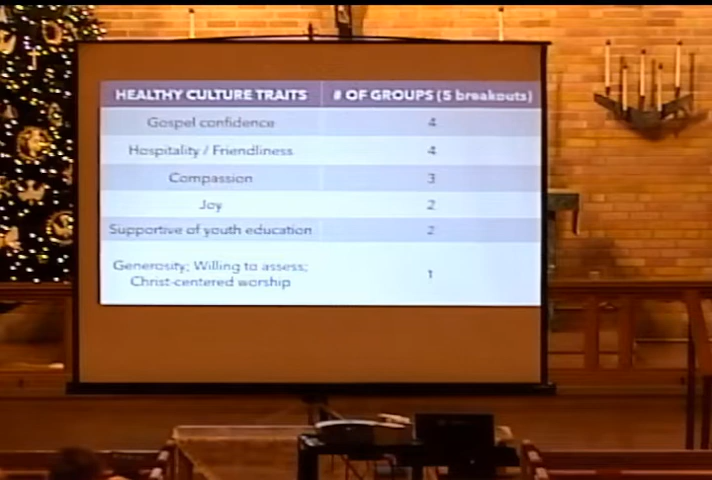 HEALTHY CULTURE TRAITS # OF GROUPS (5 breakouts)
Gospel confidence 4
Hospitality / Friendliness 4
Compassion 3
Joy 2
Supportive of youth education 2
Generosity; Willing to assess;
Christ-centered worship 1